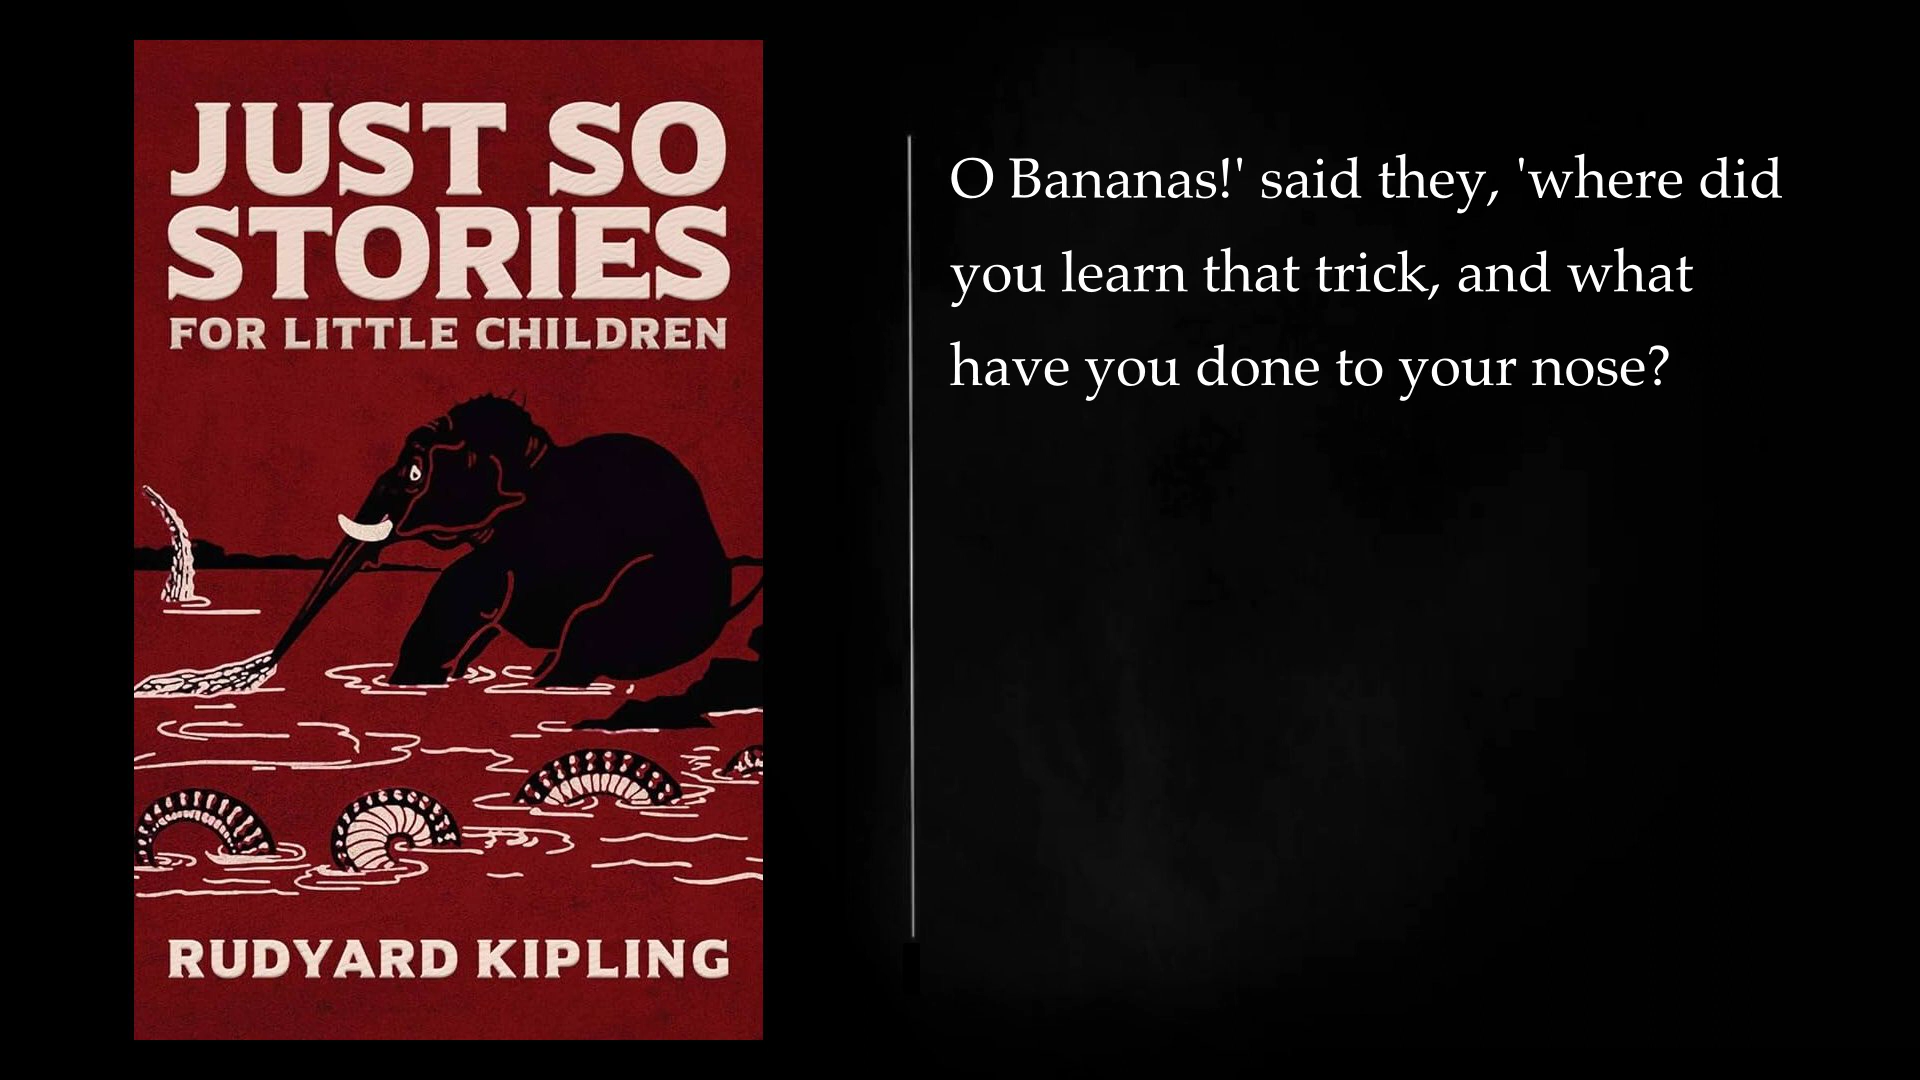 JUST SO
STORIES
FOR LITTLE CHILDREN
RUDYARD KIPLING
O Bananas!' said they, 'where did
you learn that trick, and what
have you done to your nose?